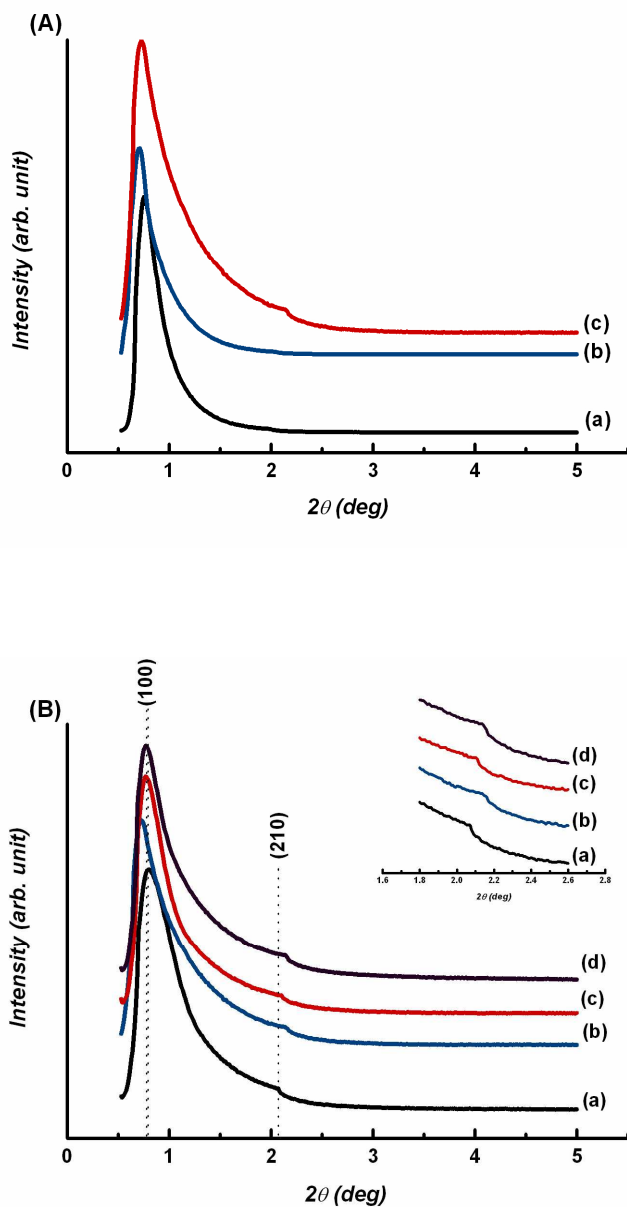 (A)
Intensity (arb. unit)
(c)
(b)
(a)
0 1 2 3 4 5
2θ (deg)
(B)
(100)
(210)
Intensity (arb. unit)
(d)
(c)
(b)
(a)
1.6 1.8 2.0 2.2 2.4 2.6 2.8
2θ (deg)
(d)
(c)
(b)
(a)
0 1 2 3 4 5
2θ (deg)